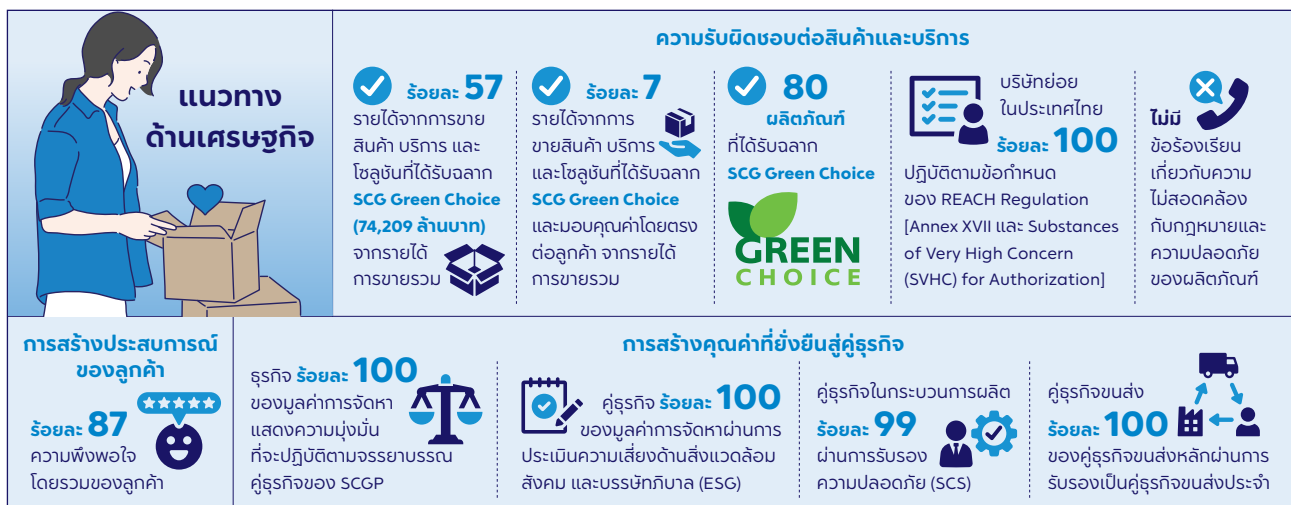 แนวทาง
ด้านเศรษฐกิจ
ความรับผิดชอบต่อสินค้าและบริการ
ร้อยละ 57
รายได้จากการขาย
สินค้า บริการ และ
โซลูชันที่ได้รับฉลาก
SCG Green Choice
(74,209 ล้านบาท)
จากรายได้
การขายรวม
ร้อยละ 7
รายได้จากการ
ขายสินค้า บริการ
และโซลูชันที่ได้รับฉลาก
SCG Green Choice
และมอบคุณค่าโดยตรง
ต่อลูกค้า จากรายได้
การขายรวม
80
ผลิตภัณฑ์
ที่ได้รับฉลาก
SCG Green Choice
GREEN
CHOICE
บริษัทย่อย
ในประเทศไทย
ร้อยละ 100
ปฏิบัติตามข้อกำหนด
ของ REACH Regulation
[Annex XVII และ Substances
of Very High Concern
(SVHC) for Authorization]
ไม่มี
ข้อร้องเรียน
เกี่ยวกับความ
ไม่สอดคล้อง
กับกฎหมายและ
ความปลอดภัย
ของผลิตภัณฑ์
การสร้างประสบการณ์
ของลูกค้า
ร้อยละ 87
ความพึงพอใจ
โดยรวมของลูกค้า
การสร้างคุณค่าที่ยั่งยืนสู่คู่ธุรกิจ
ธุรกิจ ร้อยละ 100
ของมูลค่าการจัดหา
แสดงความมุ่งมั่น
ที่จะปฏิบัติตามจรรยาบรรณ
คู่ธุรกิจของ SCGP
คู่ธุรกิจ ร้อยละ 100
ของมูลค่าการจัดหาผ่านการ
ประเมินความเสี่ยงด้านสิ่งแวดล้อม
สังคม และบรรษัทภิบาล (ESG)
คู่ธุรกิจในกระบวนการผลิต
ร้อยละ 99
ผ่านการรับรอง
ความปลอดภัย (SCS)
คู่ธุรกิจขนส่ง
ร้อยละ 100
ของคู่ธุรกิจขนส่งหลักผ่านการ
รับรองเป็นคู่ธุรกิจขนส่งประจำ